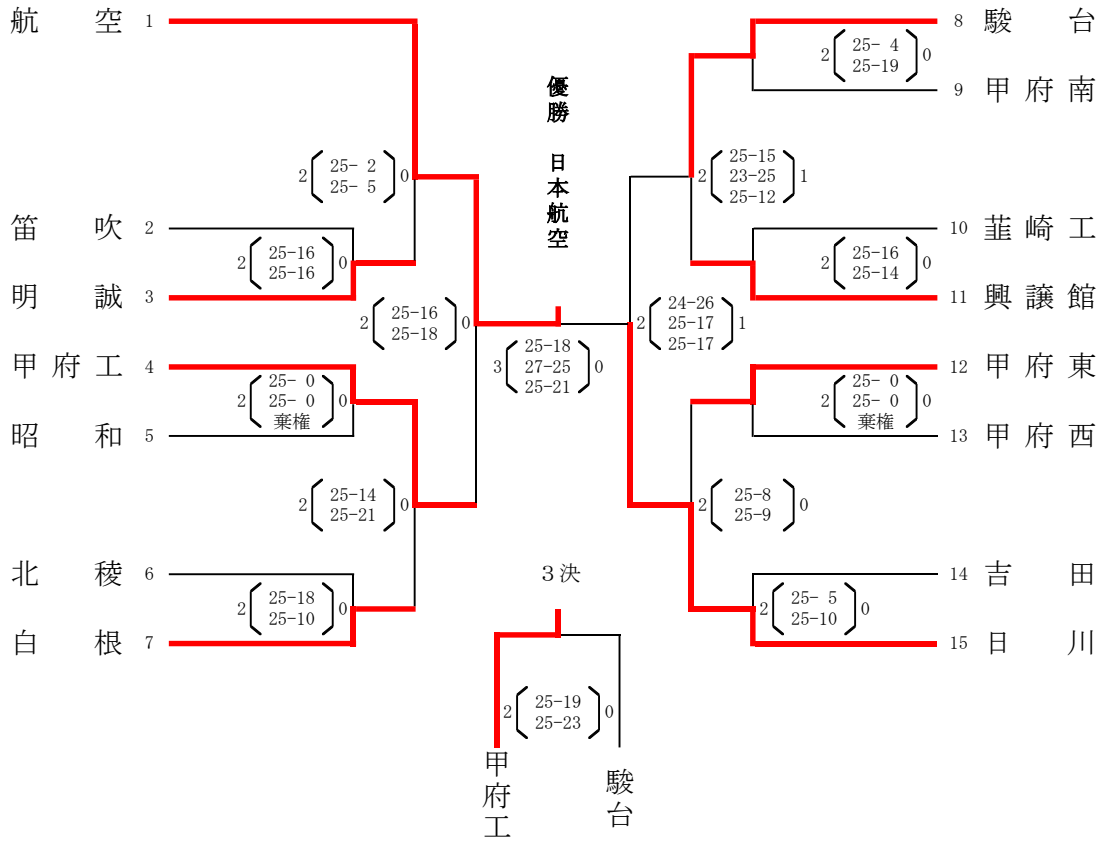 航空 1
2 25- 2 0
25- 5
笛吹 2
2 25-16 0
25-16
明誠 3
2 25-16 0
25-18
甲府工 4
2 25- 0 0
25- 0
棄権
昭和 5
2 25-14 0
25-21
北稜 6
2 25-18 0
25-10
白根 7
優勝 日本航空
3 25-18 0
27-25
25-21
8 駿台
2 25- 4 0
25-19
9 甲府南
2 25-15 1
23-25
25-12
10 韮崎工
2 25-16 0
25-14
11 興譲館
2 24-26 1
25-17
25-17
12 甲府東
2 25- 0 0
25- 0
棄権
13 甲府西
2 25-8 0
25-9
14 吉田
2 25- 5 0
25-10
15 日川
3決
2 25-19 0
25-23
甲府工
駿台